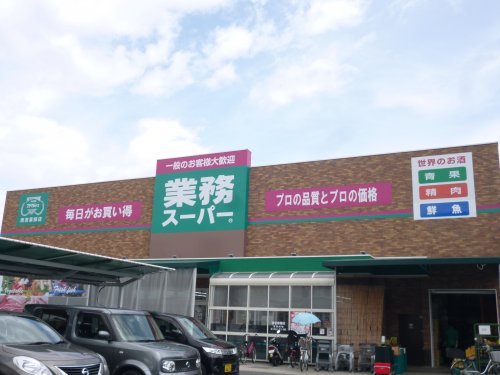 一般のお客様大歓迎
業務
スーパー
毎日がお買い得
プロの品質とプロの価格
世界のお酒
青果
精肉
鮮魚